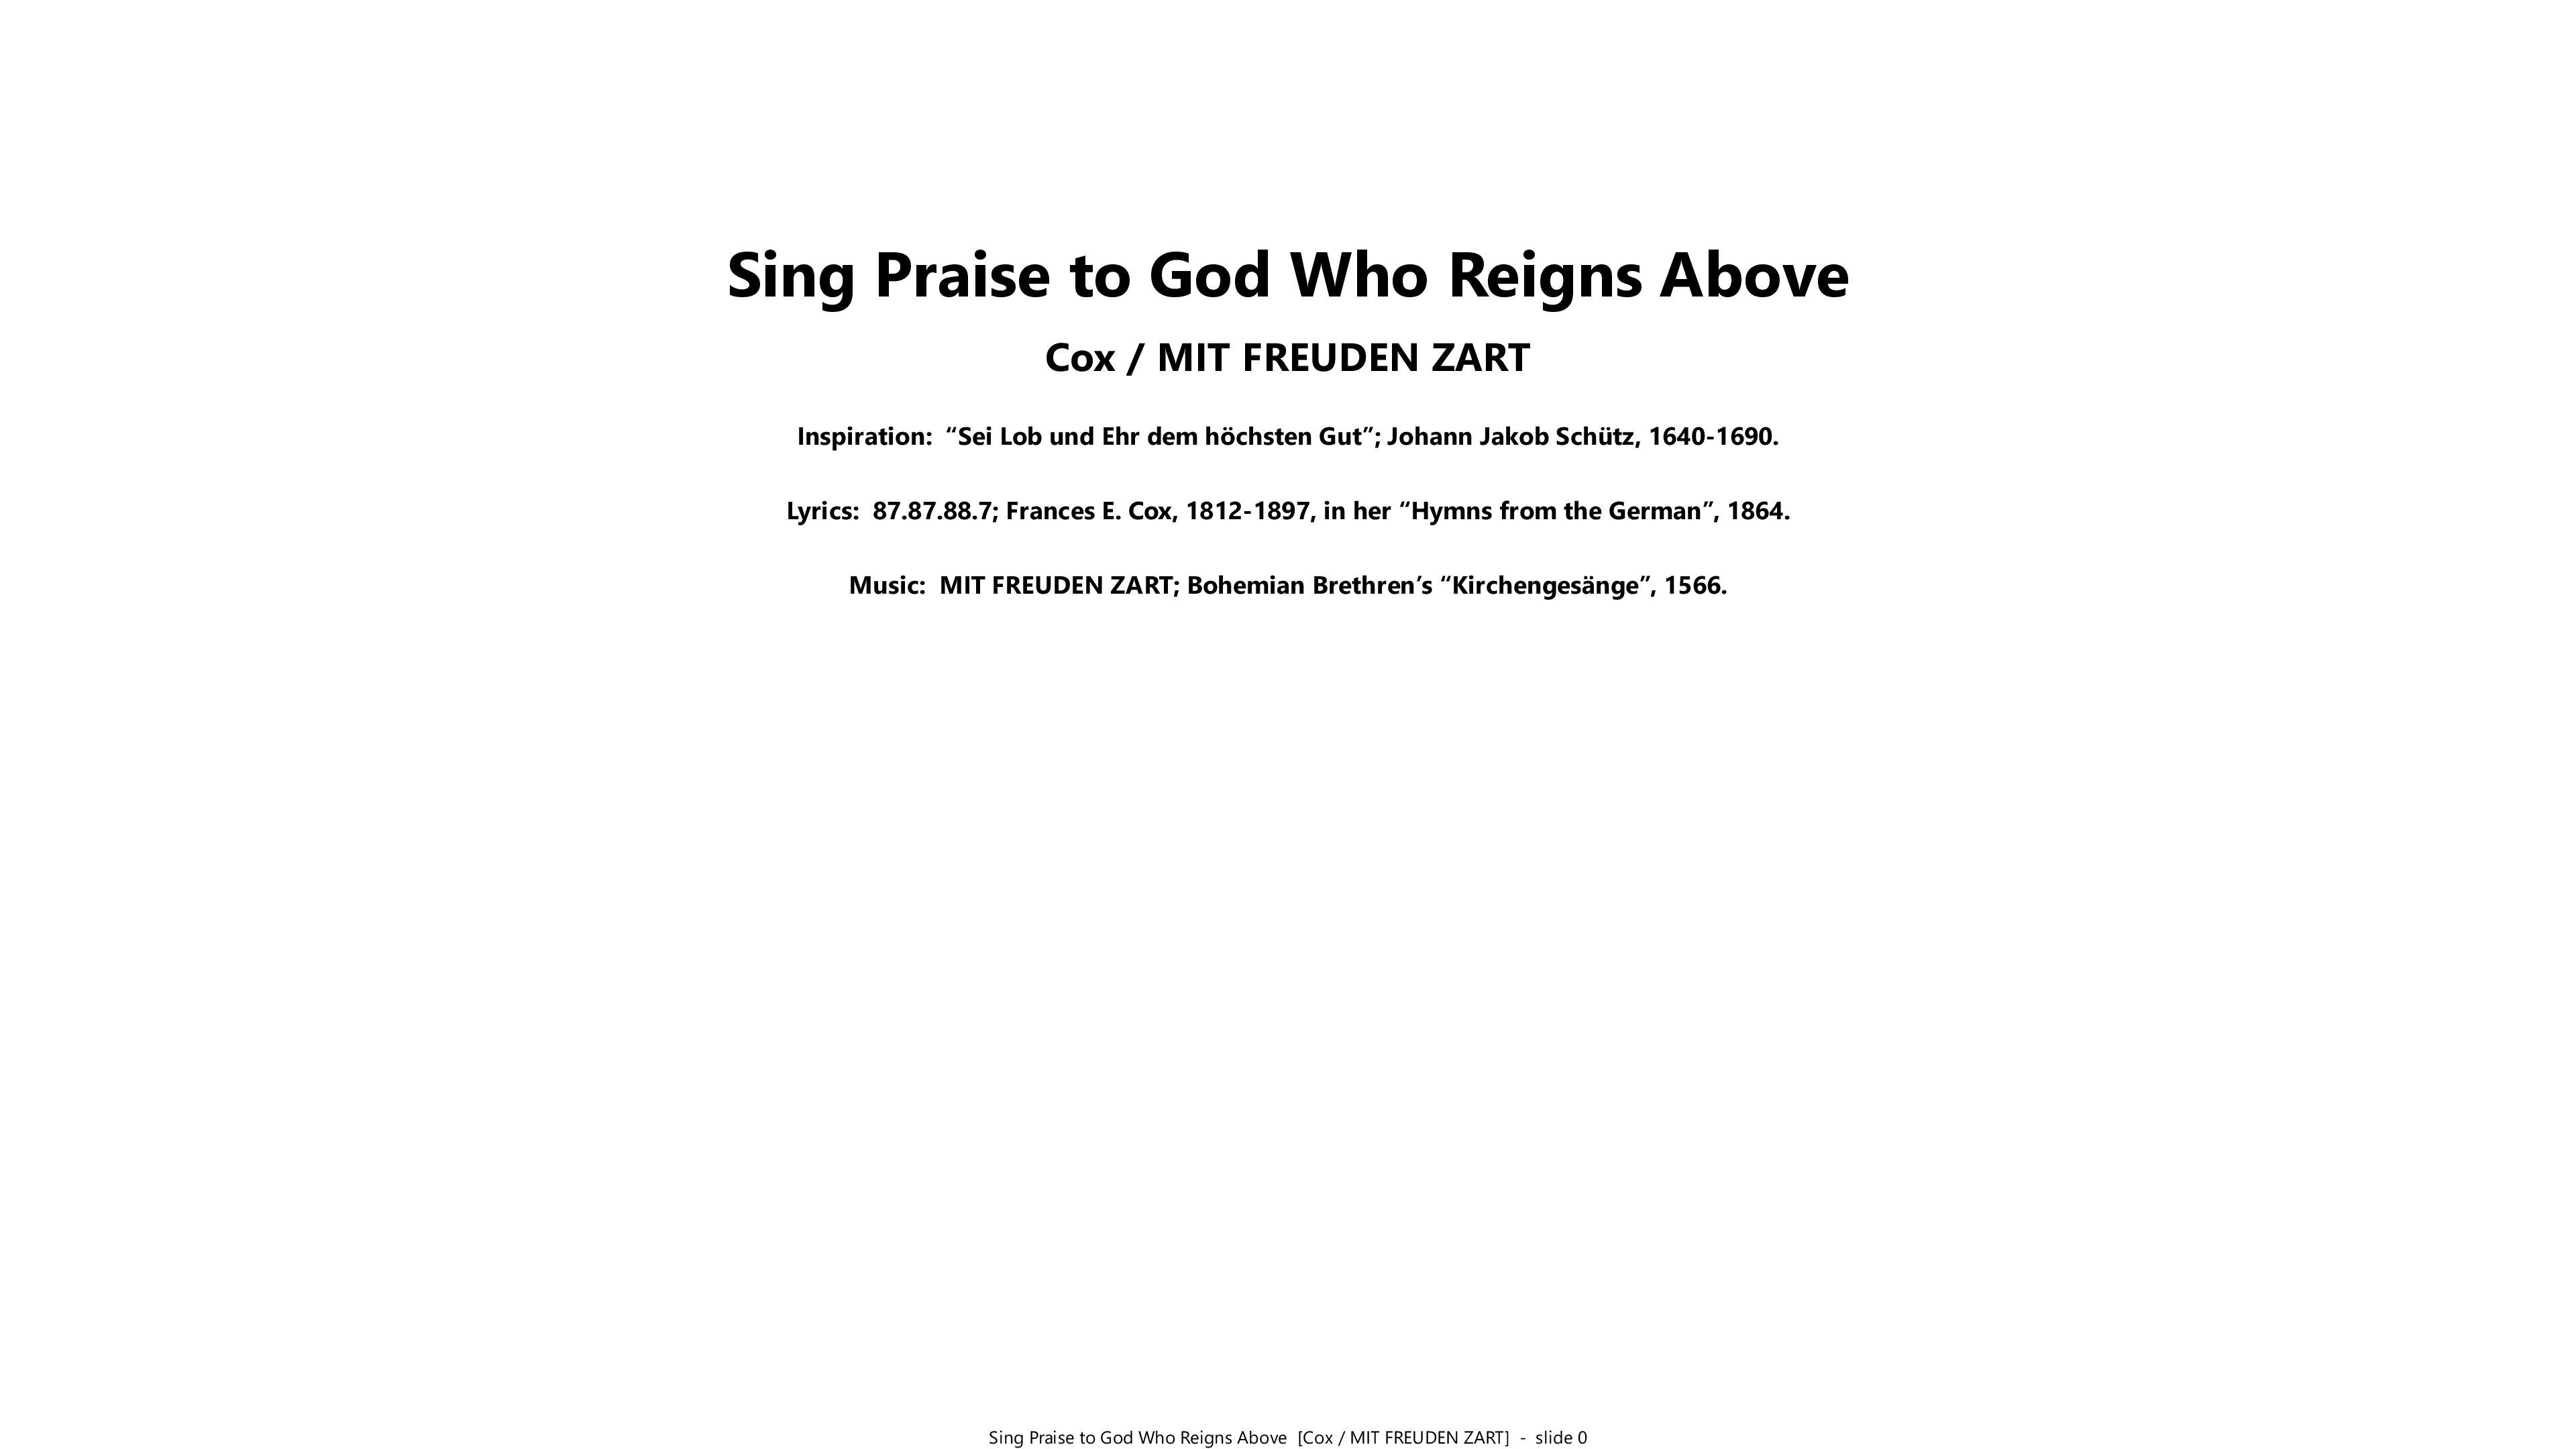 Sing Praise to God Who Reigns Above
Cox / MIT FREUDEN ZART
Inspiration:  “Sei Lob und Ehr dem höchsten Gut”; Johann Jakob Schütz, 1640-1690.
Lyrics:  87.87.88.7; Frances E. Cox, 1812-1897, in her “Hymns from the German”, 1864.
Music:  MIT FREUDEN ZART; Bohemian Brethren’s “Kirchengesänge”, 1566.
Sing Praise to God Who Reigns Above  [Cox / MIT FREUDEN ZART]  -  slide 0